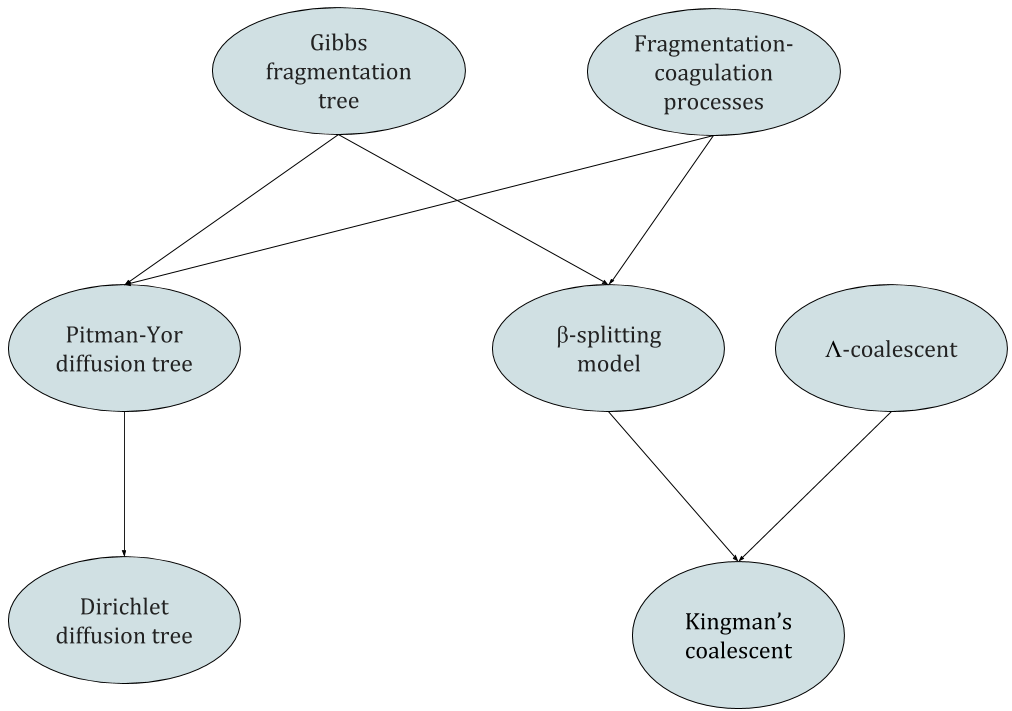 Gibbs
fragmentation
tree
Fragmentation-
coagulation
processes
Pitman-Yor
diffusion tree
β-splitting
model
Λ-coalescent
Dirichlet
diffusion tree
Kingman’s
coalescent